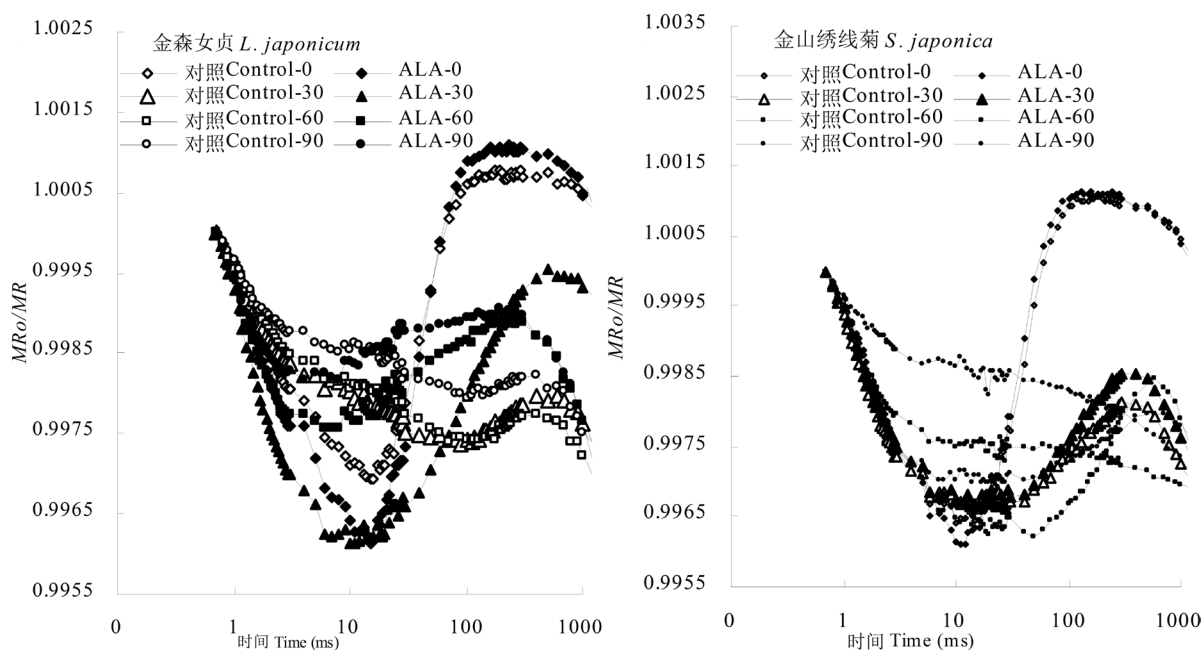 金森女贞 L. japonicum
对照Control-0 ALA-0
对照Control-30 ALA-30
对照Control-60 ALA-60
对照Control-90 ALA-90
1.0025
1.0015
1.0005
0.9995
0.9985
0.9975
0.9965
0.9955
MRo/MR
0 1 10 100 1000
时间 Time (ms)
金山绣线菊 S. japonica
对照Control-0 ALA-0
对照Control-30 ALA-30
对照Control-60 ALA-60
对照Control-90 ALA-90
1.0035
1.0025
1.0015
1.0005
0.9995
0.9985
0.9975
0.9965
0.9955
MRo/MR
0 1 10 100 1000
时间 Time (ms)